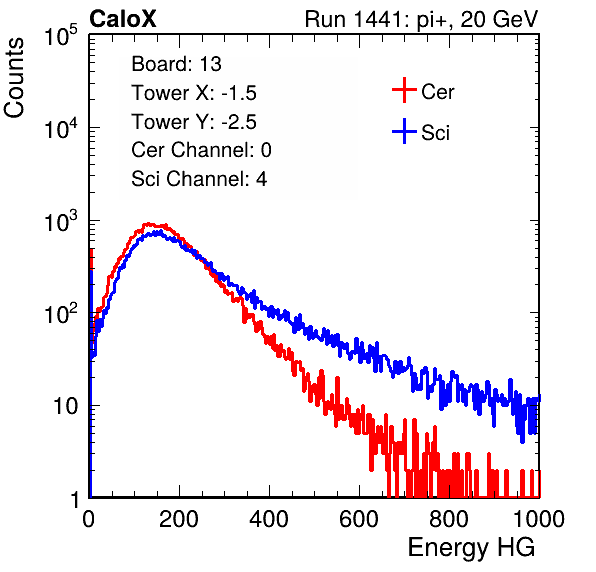 CaloX Run 1441: pi+, 20 GeV
Counts
Board: 13
Tower X: -1.5
Tower Y: -2.5
Cer Channel: 0
Sci Channel: 4
Cer
Sci
10^5
10^4
10^3
10^2
10
1
0 200 400 600 800 1000
Energy HG